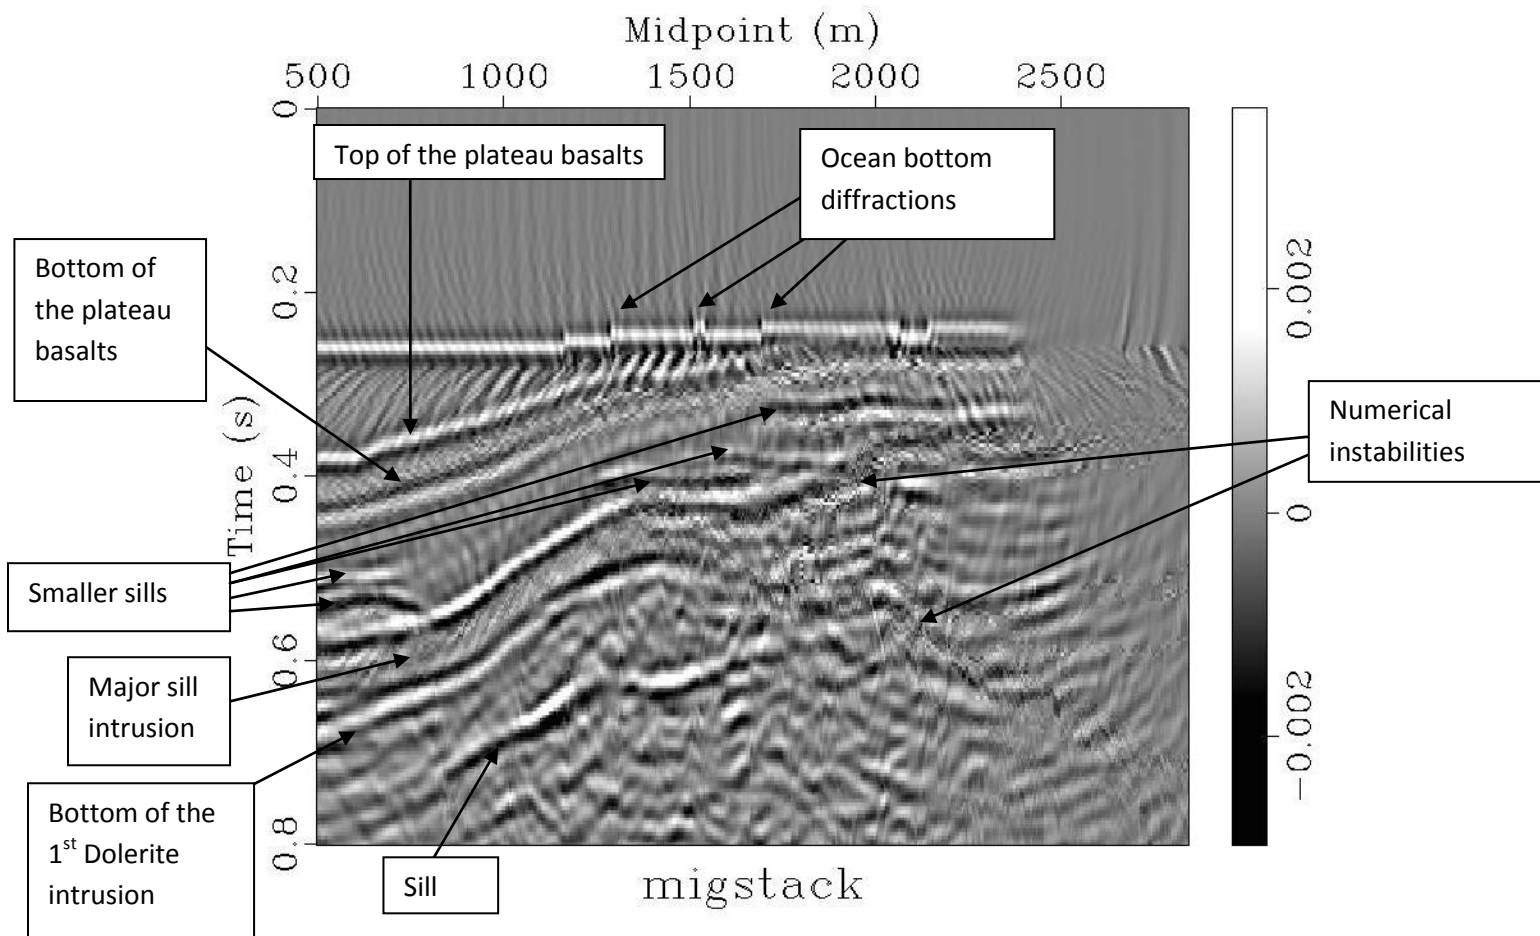 Midpoint (m)
500 1000 1500 2000 2500
0
0.2
0.4
0.6
0.8
Time (s)
Top of the plateau basalts
Ocean bottom
diffractions
Bottom of
the plateau
basalts
Numerical
instabilities
Smaller sills
Major sill
intrusion
Bottom of the
1st Dolerite
intrusion
Sill
migstack
0.002
0
−0.002